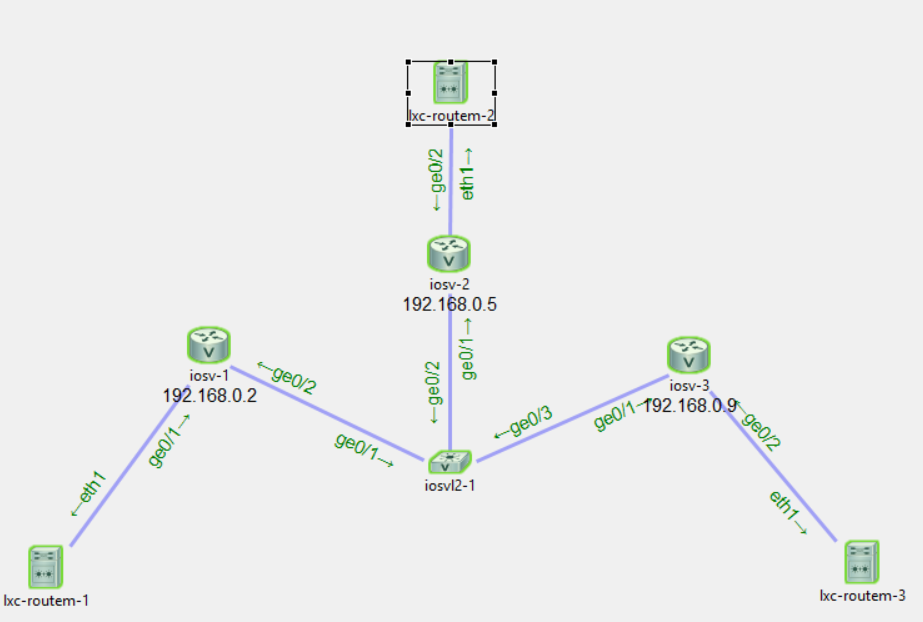 lxc-routem-2
←ge0/2
eth1→
iosv-2
192.168.0.5
ge0/1→
←ge0/2
iosv-1
192.168.0.2
←ge0/2
ge0/1→
ge0/1→
←eth1
iosv-3
192.168.0.9
←ge0/3
ge0/1→
←ge0/2
eth1→
iosvl2-1
lxc-routem-1
lxc-routem-3